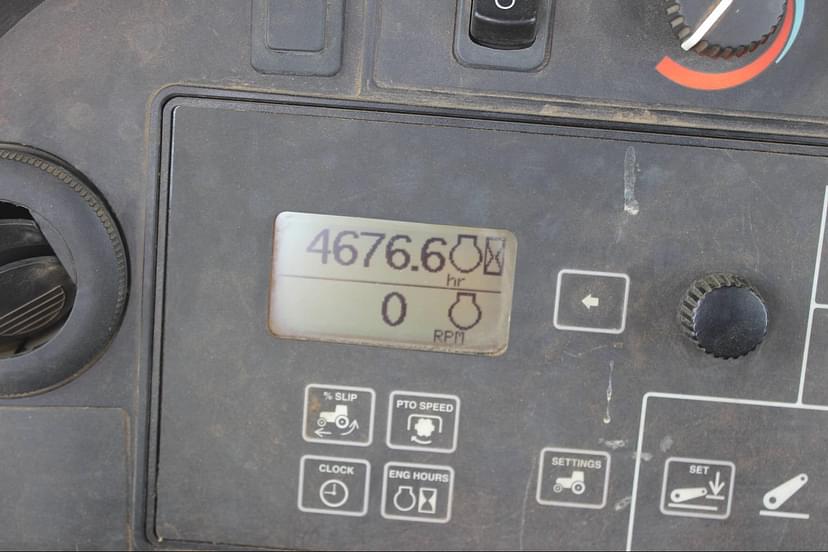 O
4676.6
hr
0
RPM
% SLIP
PTO SPEED
CLOCK
ENG HOURS
SETTINGS
SET